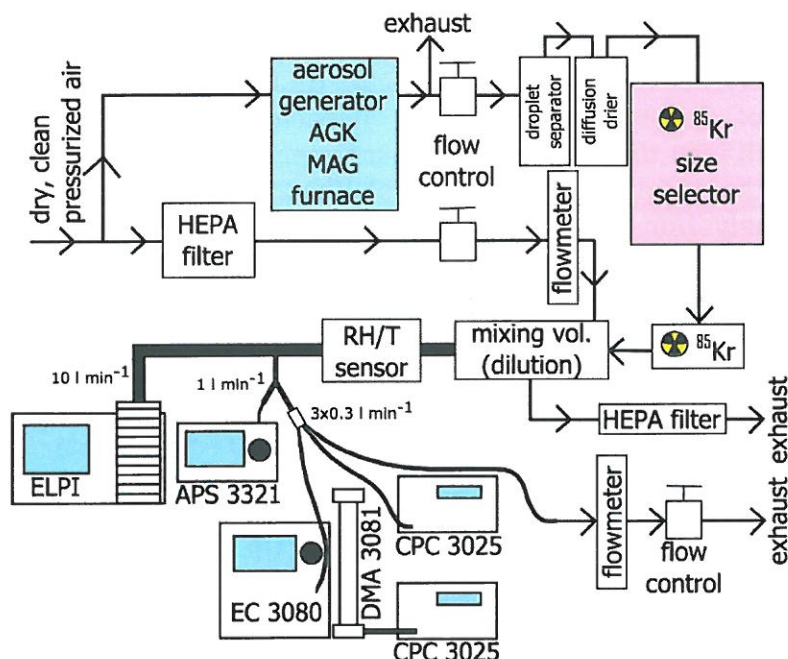 exhaust
dry, clean
pressurized air
aerosol
generator
AGK
MAG
furnace
flow
control
droplet
separator
diffusion
drier
⁸⁵Kr
size
selector
HEPA
filter
flowmeter
RH/T
sensor
mixing vol.
(dilution)
⁸⁵Kr
10 l min⁻¹
1 l min⁻¹
3x0.3 l min⁻¹
HEPA filter
exhaust
ELPI
APS 3321
EC 3080
DMA 3081
CPC 3025
CPC 3025
flowmeter
flow
control
exhaust